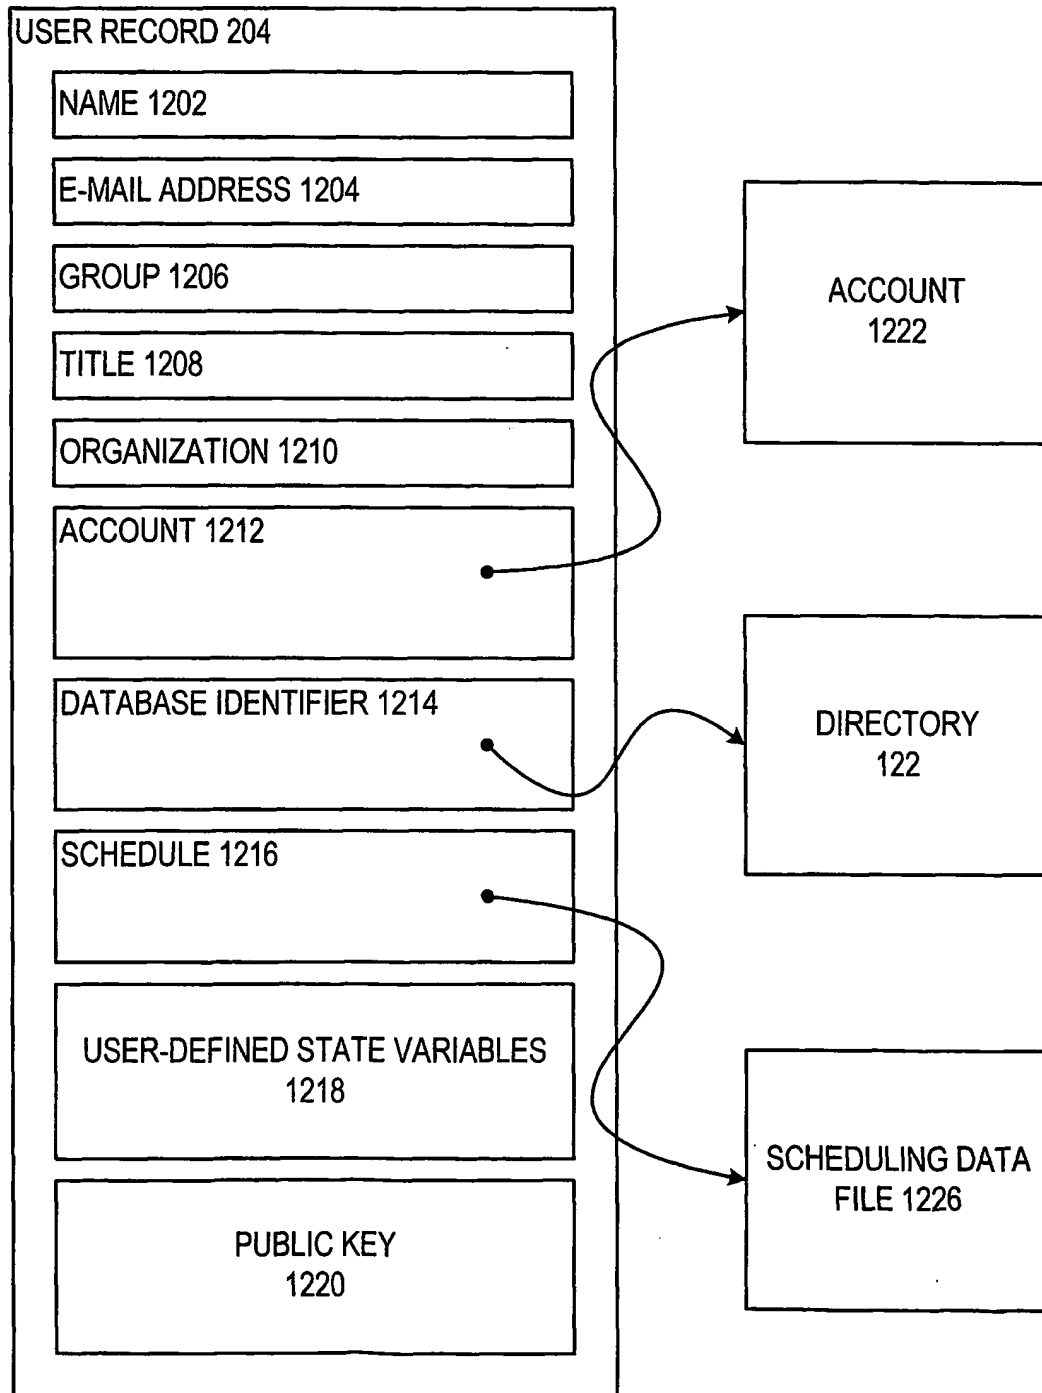 USER RECORD 204
NAME 1202
E-MAIL ADDRESS 1204
GROUP 1206
TITLE 1208
ORGANIZATION 1210
ACCOUNT 1212
DATABASE IDENTIFIER 1214
SCHEDULE 1216
USER-DEFINED STATE VARIABLES
1218
PUBLIC KEY
1220
ACCOUNT
1222
DIRECTORY
122
SCHEDULING DATA
FILE 1226